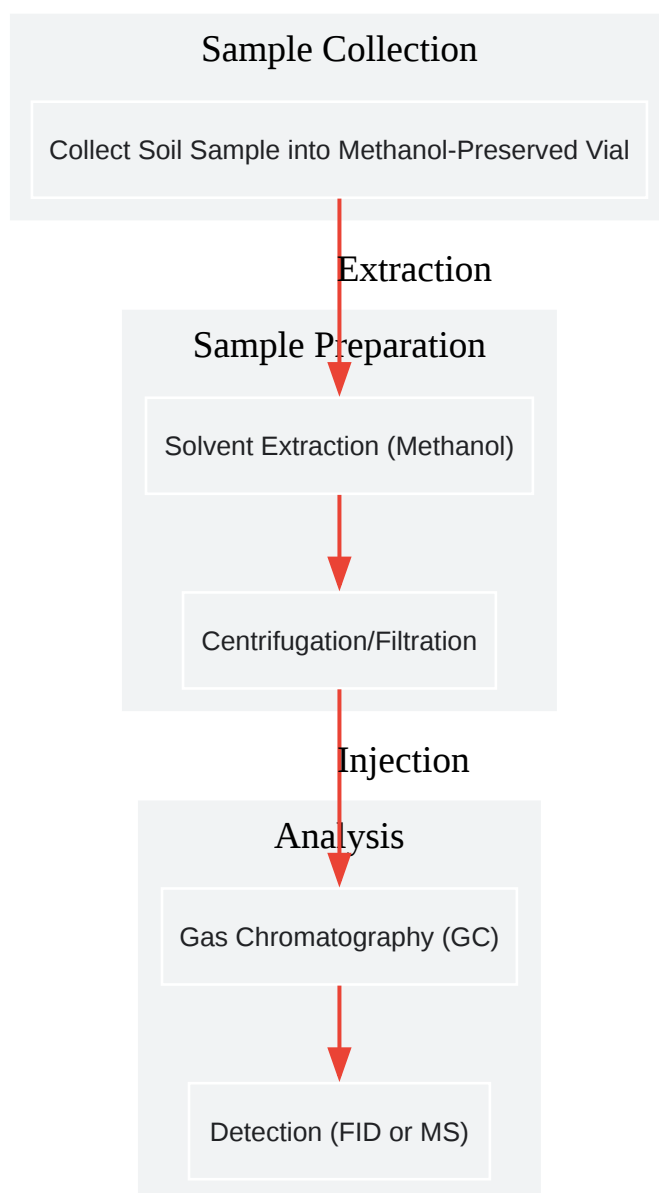 Sample Collection
Collect Soil Sample into Methanol-Preserved Vial
Extraction
Sample Preparation
Solvent Extraction (Methanol)
Centrifugation/Filtration
Injection
Analysis
Gas Chromatography (GC)
Detection (FID or MS)